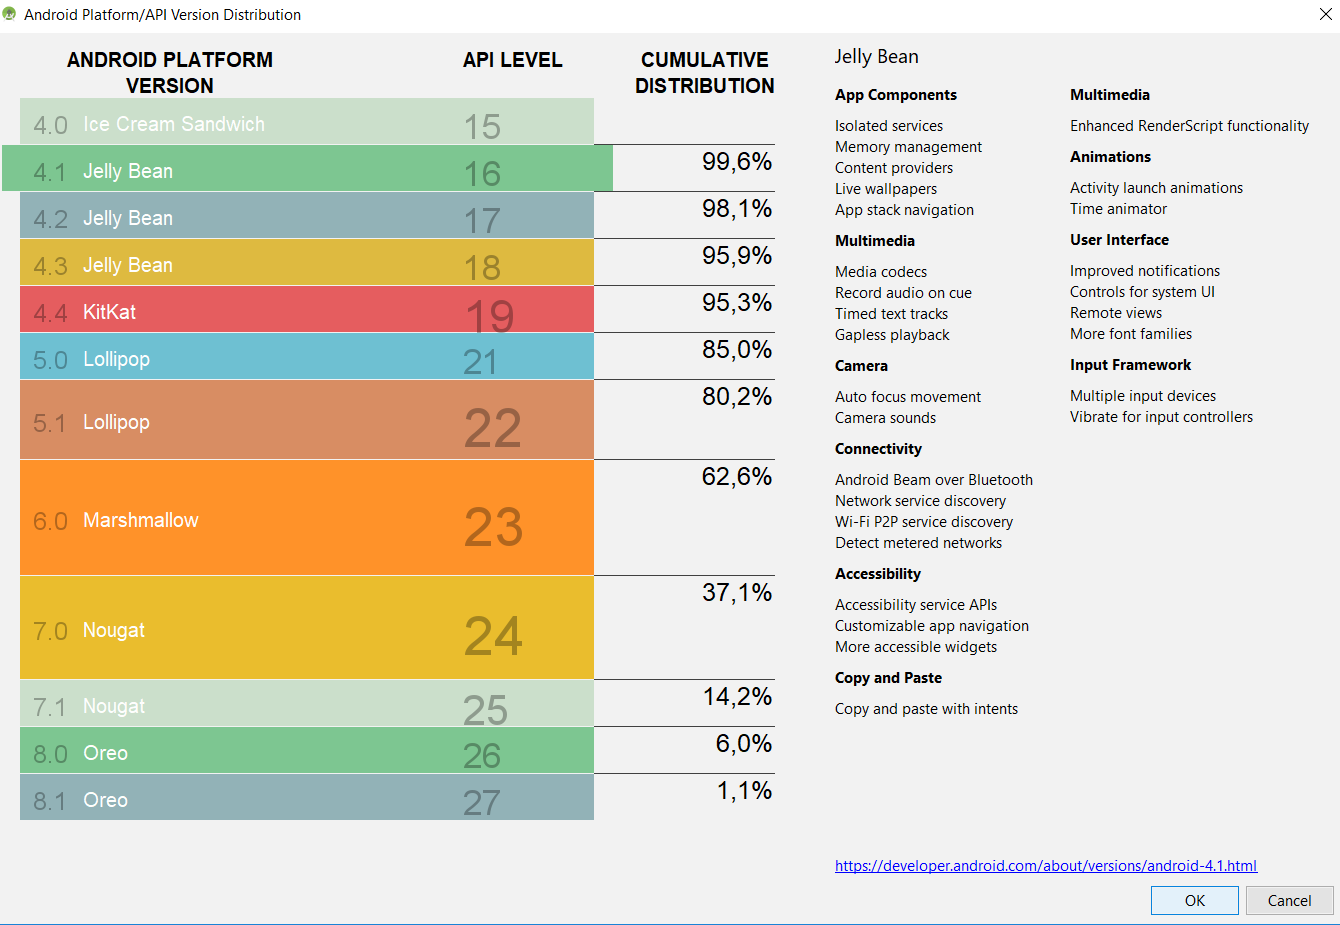 Android Platform/API Version Distribution
ANDROID PLATFORM VERSION
API LEVEL
CUMULATIVE DISTRIBUTION
4.0 Ice Cream Sandwich 15
99,6%
4.1 Jelly Bean 16
98,1%
4.2 Jelly Bean 17
95,9%
4.3 Jelly Bean 18
95,3%
4.4 KitKat 19
85,0%
5.0 Lollipop 21
80,2%
5.1 Lollipop 22
62,6%
6.0 Marshmallow 23
37,1%
7.0 Nougat 24
14,2%
7.1 Nougat 25
6,0%
8.0 Oreo 26
1,1%
8.1 Oreo 27
Jelly Bean
App Components
Isolated services
Memory management
Content providers
Live wallpapers
App stack navigation
Multimedia
Media codecs
Record audio on cue
Timed text tracks
Gapless playback
Camera
Auto focus movement
Camera sounds
Connectivity
Android Beam over Bluetooth
Network service discovery
Wi-Fi P2P service discovery
Detect metered networks
Accessibility
Accessibility service APIs
Customizable app navigation
More accessible widgets
Copy and Paste
Copy and paste with intents
Multimedia
Enhanced RenderScript functionality
Animations
Activity launch animations
Time animator
User Interface
Improved notifications
Controls for system UI
Remote views
More font families
Input Framework
Multiple input devices
Vibrate for input controllers
https://developer.android.com/about/versions/android-4.1.html
OK
Cancel